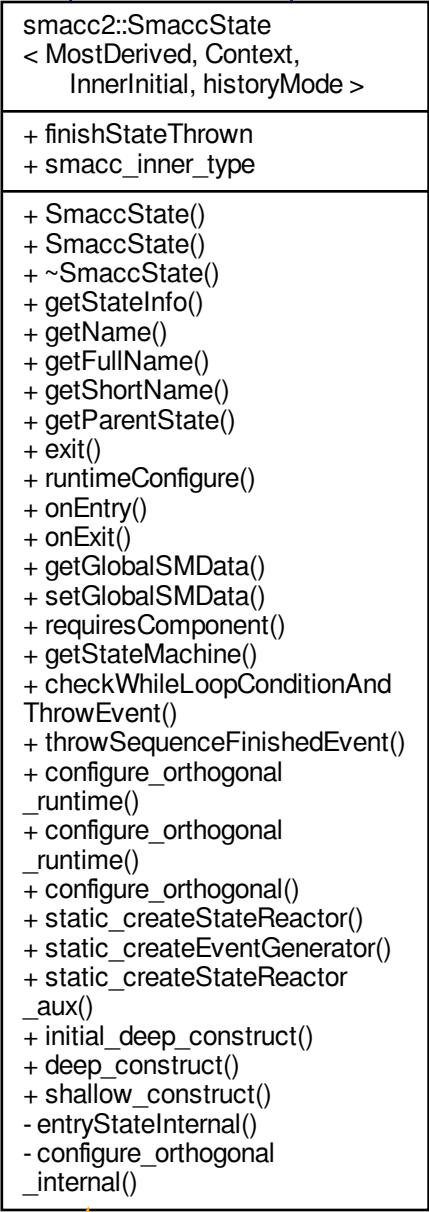 smacc2::SmaccState
< MostDerived, Context,
InnerInitial, historyMode >
+ finishStateThrown
+ smacc_inner_type
+ SmaccState()
+ SmaccState()
+ ~SmaccState()
+ getStateInfo()
+ getName()
+ getFullName()
+ getShortName()
+ getParentState()
+ exit()
+ runtimeConfigure()
+ onEntry()
+ onExit()
+ getGlobalSMData()
+ setGlobalSMData()
+ requiresComponent()
+ getStateMachine()
+ checkWhileLoopConditionAnd
ThrowEvent()
+ throwSequenceFinishedEvent()
+ configure_orthogonal
_runtime()
+ configure_orthogonal
_runtime()
+ configure_orthogonal()
+ static_createStateReactor()
+ static_createEventGenerator()
+ static_createStateReactor
_aux()
+ initial_deep_construct()
+ deep_construct()
+ shallow_construct()
- entryStateInternal()
- configure_orthogonal
_internal()